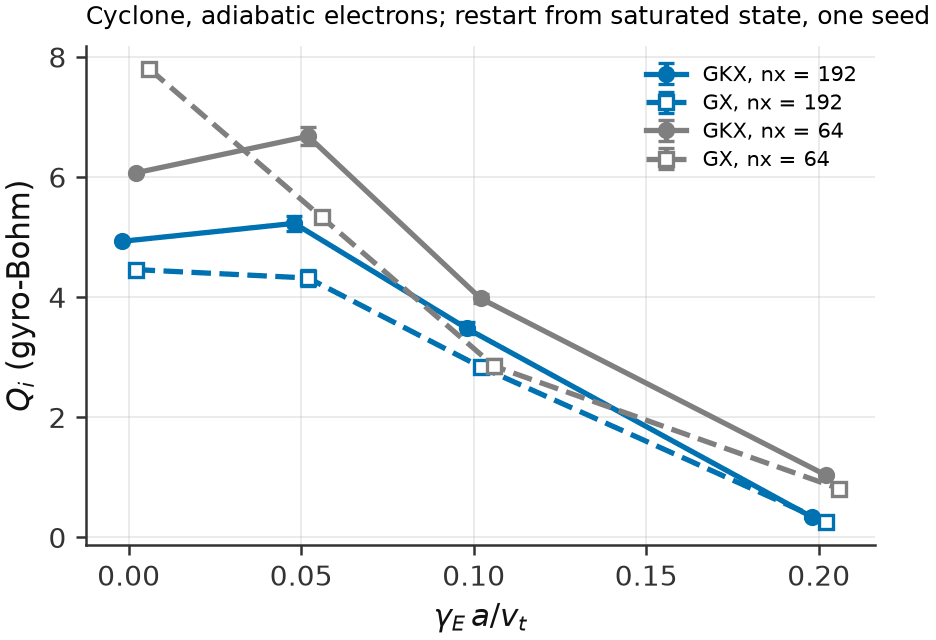 Cyclone, adiabatic electrons; restart from saturated state, one seed
GKX, nx = 192
GX, nx = 192
GKX, nx = 64
GX, nx = 64
8
6
4
2
0
Q_i (gyro-Bohm)
0.00 0.05 0.10 0.15 0.20
γ_E a/v_t